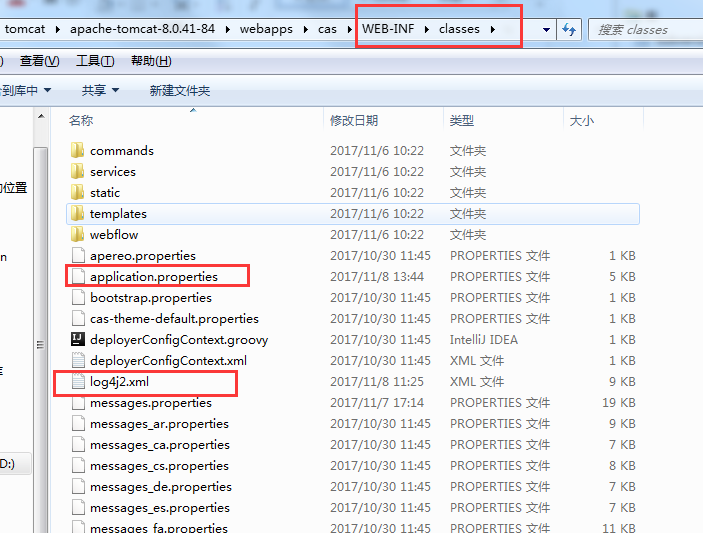 tomcat ▸ apache-tomcat-8.0.41-84 ▸ webapps ▸ cas ▸ WEB-INF ▸ classes ▸ 搜索 classes
) 查看(V) 工具(T) 帮助(H)
到库中 共享 新建文件夹
名称 修改日期 类型 大小
commands 2017/11/6 10:22 文件夹
services 2017/11/6 10:22 文件夹
的位置 static 2017/11/6 10:22 文件夹
templates 2017/11/6 10:22 文件夹
webflow 2017/11/6 10:22 文件夹
n apereo.properties 2017/10/30 11:45 PROPERTIES 文件 1 KB
application.properties 2017/11/8 13:44 PROPERTIES 文件 5 KB
bootstrap.properties 2017/10/30 11:45 PROPERTIES 文件 1 KB
cas-theme-default.properties 2017/10/30 11:45 PROPERTIES 文件 1 KB
deployerConfigContext.groovy 2017/10/30 11:45 IntelliJ IDEA 1 KB
deployerConfigContext.xml 2017/10/30 11:45 XML 文件 1 KB
log4j2.xml 2017/11/8 11:25 XML 文件 9 KB
messages.properties 2017/11/7 17:14 PROPERTIES 文件 19 KB
messages_ar.properties 2017/10/30 11:45 PROPERTIES 文件 9 KB
messages_ca.properties 2017/10/30 11:45 PROPERTIES 文件 7 KB
D:) messages_cs.properties 2017/10/30 11:45 PROPERTIES 文件 8 KB
messages_de.properties 2017/10/30 11:45 PROPERTIES 文件 7 KB
messages_es.properties 2017/10/30 11:45 PROPERTIES 文件 7 KB
messages_fa.properties 2017/10/30 11:45 PROPERTIES 文件 11 KB